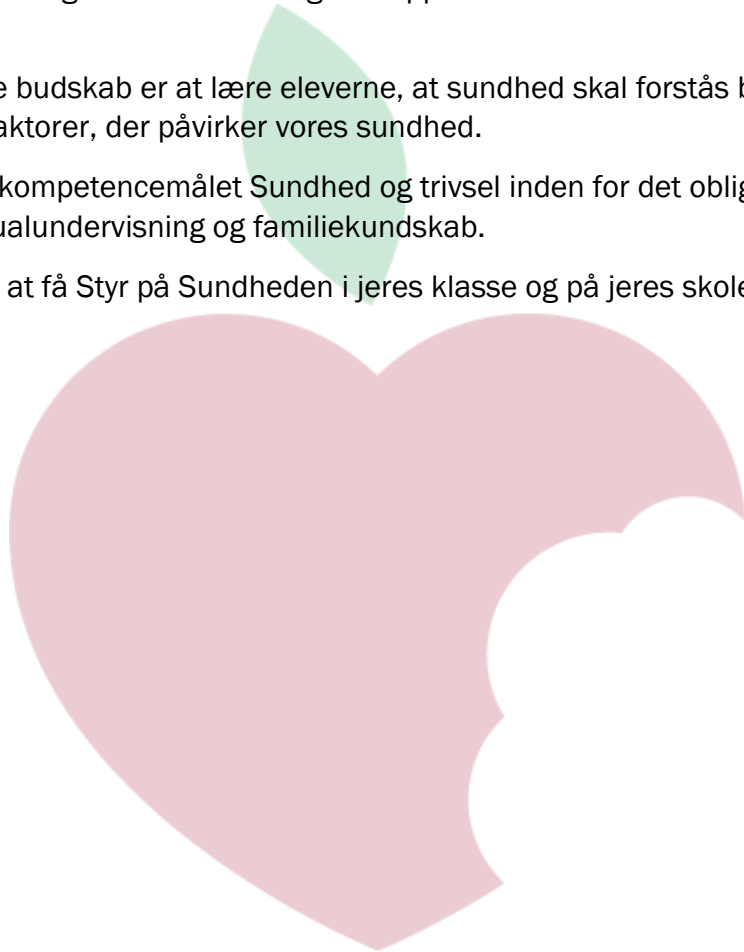 budskab er at lære eleverne, at sundhed skal forstås
aktorer, der påvirker vores sundhed.
kompetencemålet Sundhed og trivsel inden for det oblig
ualundervisning og familiekundskab.
at få Styr på Sundheden i jeres klasse og på jeres skole